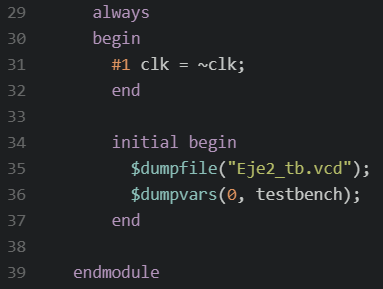 29 always
30 begin
31 #1 clk = ~clk;
32 end
33
34 initial begin
35 $dumpfile("Eje2_tb.vcd");
36 $dumpvars(0, testbench);
37 end
38
39 endmodule